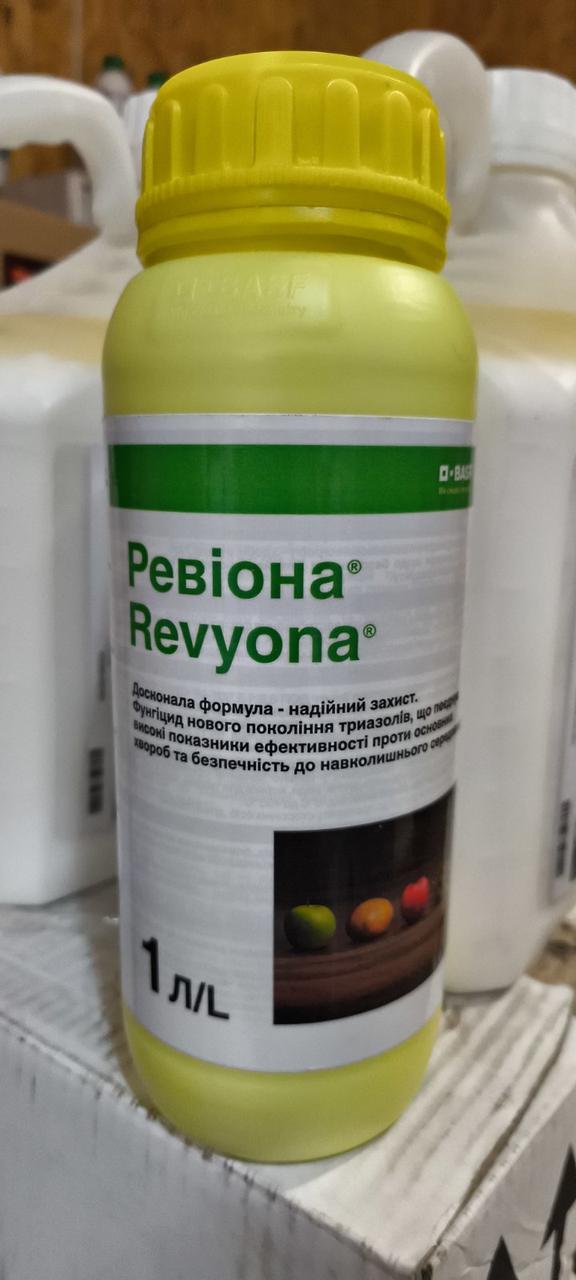 BASF
BASF
Ревіона®
Revyona®
Досконала формула - надійний захист.
Фунгіцид нового покоління триазолів, що
високі показники ефективності проти основних
хвороб та безпечність до навколишнього
1 Л/L